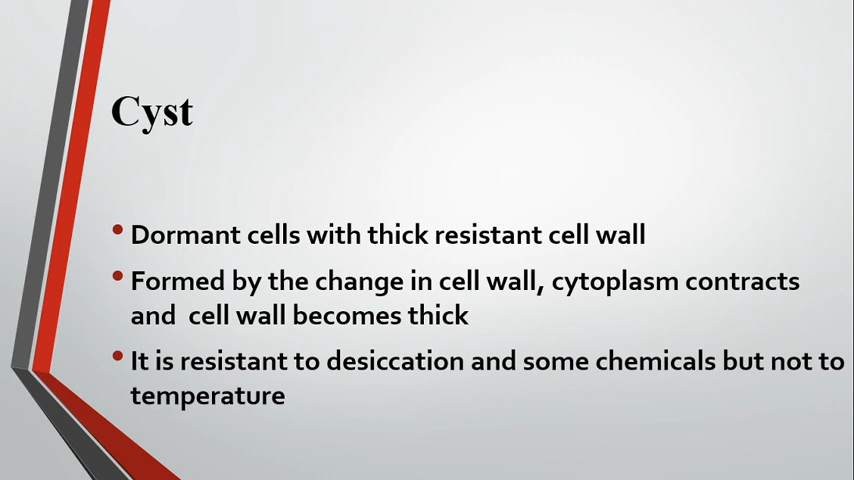 Cyst
• Dormant cells with thick resistant cell wall
• Formed by the change in cell wall, cytoplasm contracts
and  cell wall becomes thick
• It is resistant to desiccation and some chemicals but not to
temperature